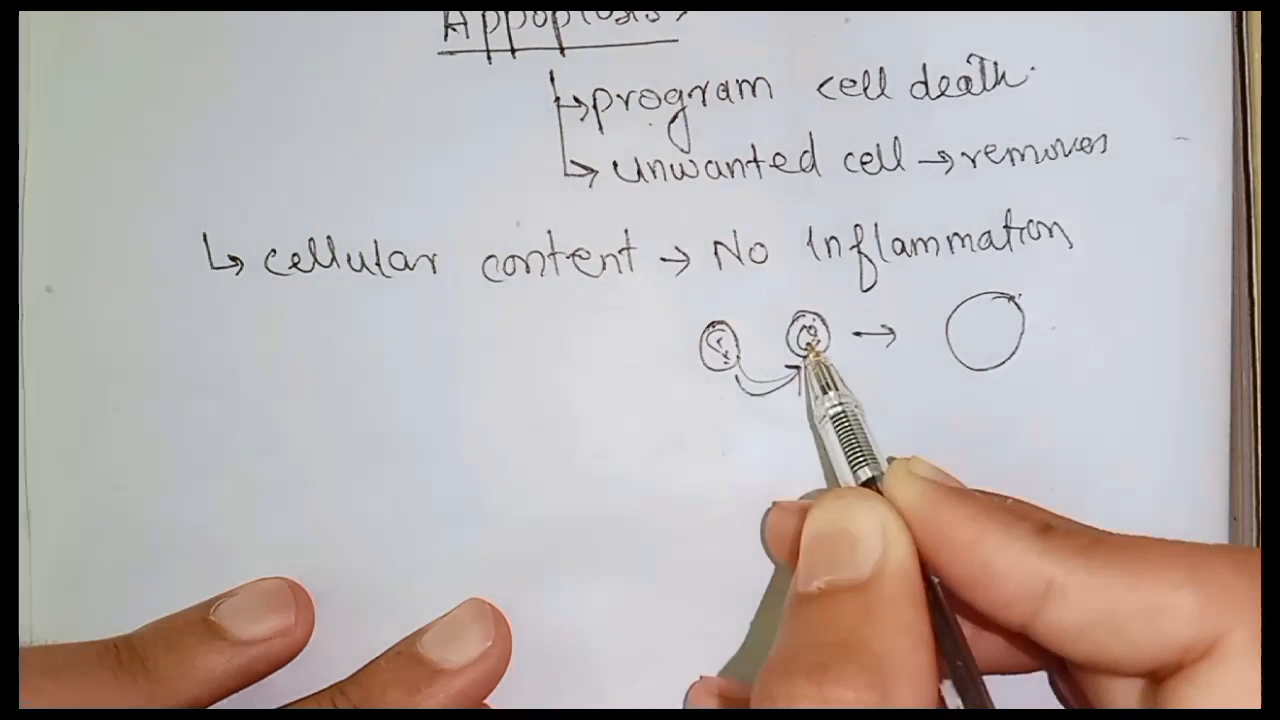 Appoptosis:
→ program cell death.
→ unwanted cell → removes
↳ cellular content → No Inflammation
→